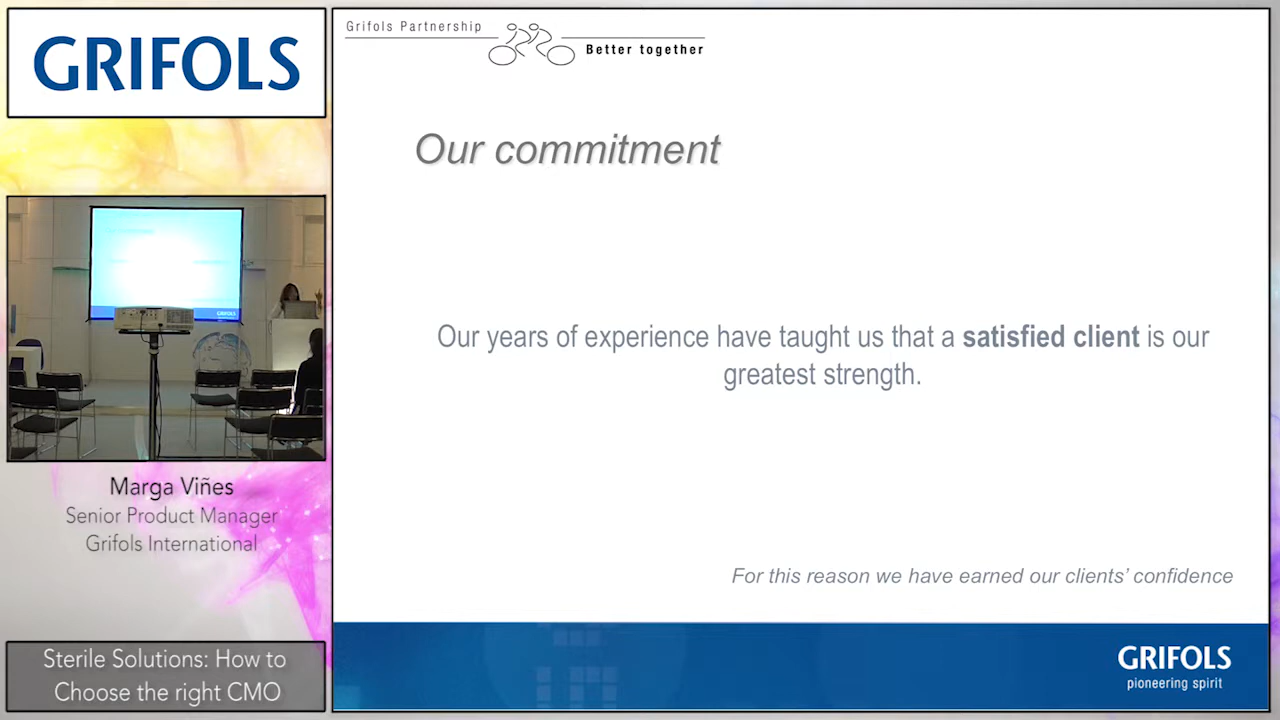 GRIFOLS
Marga Viñes
Senior Product Manager
Grifols International
Sterile Solutions: How to
Choose the right CMO
Grifols Partnership
Better together
Our commitment
Our years of experience have taught us that a satisfied client is our
greatest strength.
For this reason we have earned our clients’ confidence
GRIFOLS
pioneering spirit
GRIFOLS